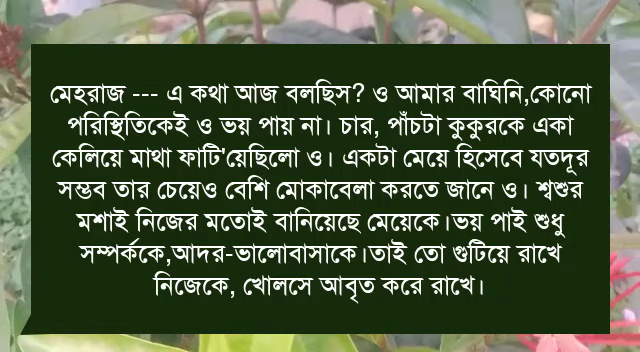 মেহরাজ --- এ কথা আজ বলছিস? ও আমার বাঘিনি,কোনো
পরিস্থিতিকেই ও ভয় পায় না। চার, পাঁচটা কুকুরকে একা
কেলিয়ে মাথা ফাটি'য়েছিলো ও। একটা মেয়ে হিসেবে যতদূর
সম্ভব তার চেয়েও বেশি মোকাবেলা করতে জানে ও। শ্বশুর
মশাই নিজের মতোই বানিয়েছে মেয়েকে।ভয় পাই শুধু
সম্পর্ককে,আদর-ভালোবাসাকে।তাই তো গুটিয়ে রাখে
নিজেকে, খোলসে আবৃত করে রাখে।